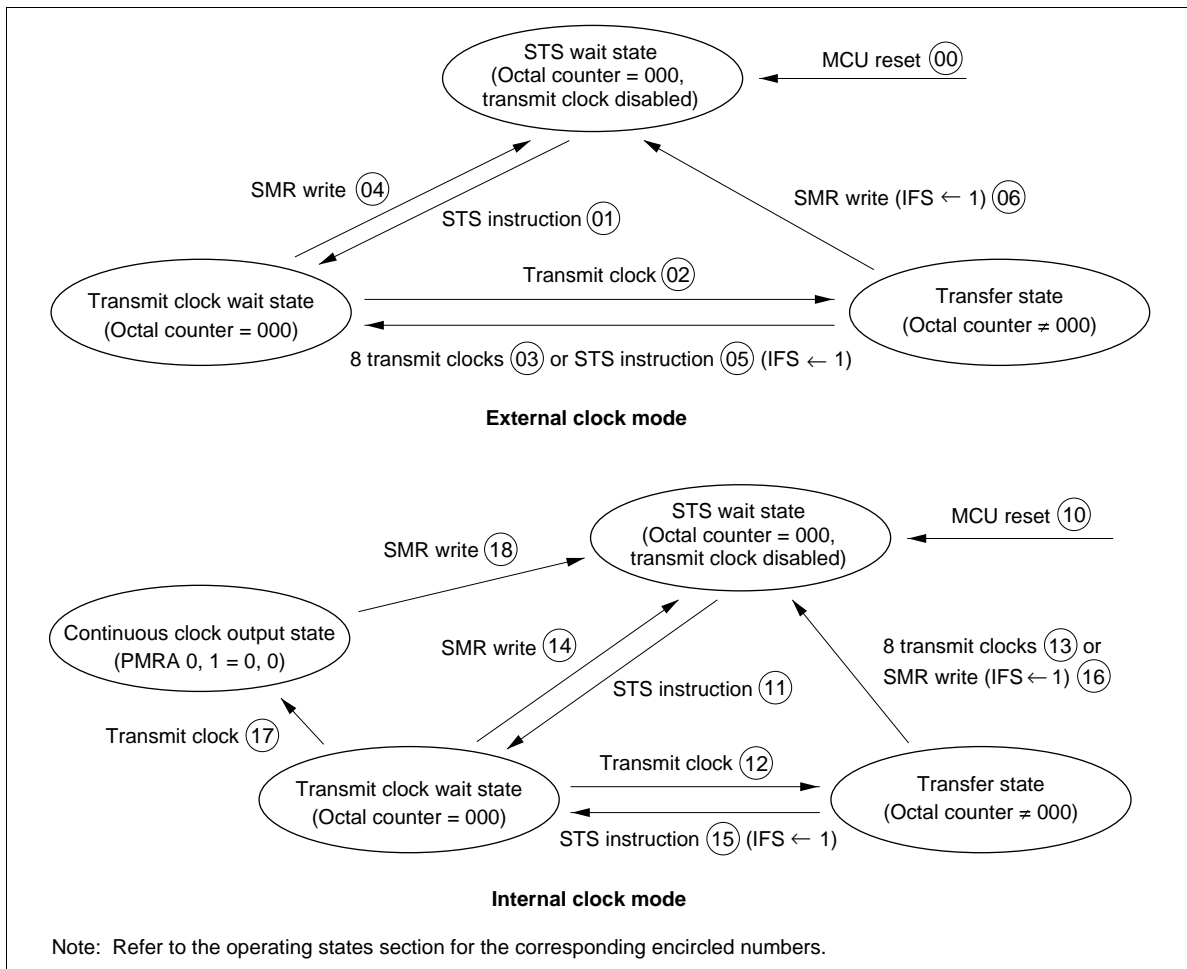 STS wait state
(Octal counter = 000,
transmit clock disabled)
MCU reset 00
SMR write 04
STS instruction 01
SMR write (IFS ← 1) 06
Transmit clock wait state
(Octal counter = 000)
Transmit clock 02
Transfer state
(Octal counter ≠ 000)
8 transmit clocks 03 or STS instruction 05 (IFS ← 1)
External clock mode
STS wait state
(Octal counter = 000,
transmit clock disabled)
MCU reset 10
SMR write 18
Continuous clock output state
(PMRA 0, 1 = 0, 0)
SMR write 14
STS instruction 11
8 transmit clocks 13 or
SMR write (IFS ← 1) 16
Transmit clock 17
Transmit clock wait state
(Octal counter = 000)
Transmit clock 12
Transfer state
(Octal counter ≠ 000)
STS instruction 15 (IFS ← 1)
Internal clock mode
Note: Refer to the operating states section for the corresponding encircled numbers.